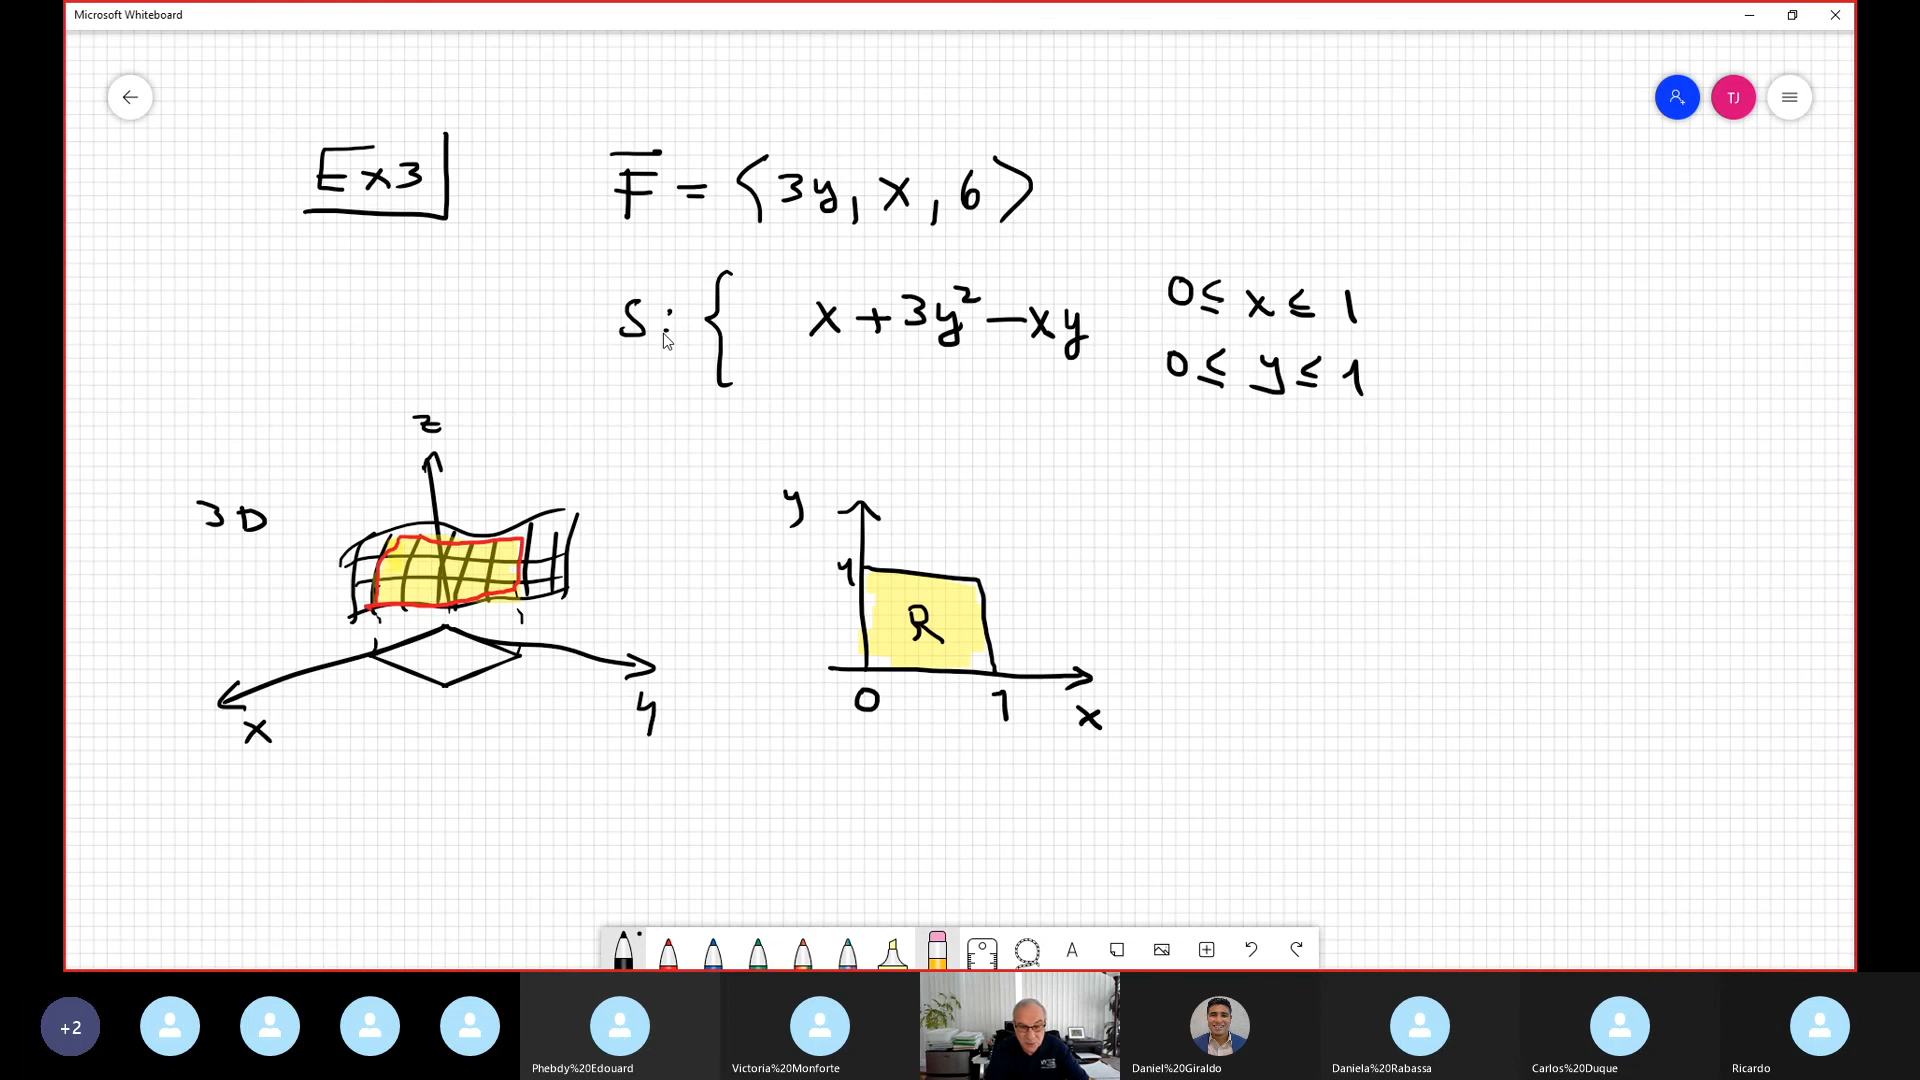 Microsoft Whiteboard
TJ
Ex3
F = ⟨3y, x, 6⟩
S: { x + 3y² − xy
0 ≤ x ≤ 1
0 ≤ y ≤ 1
z
3D
x
y
y
R
0
1
x
A
+2
Phebdy%20Edouard
Victoria%20Monforte
Daniel%20Giraldo
Daniela%20Rabassa
Carlos%20Duque
Ricardo